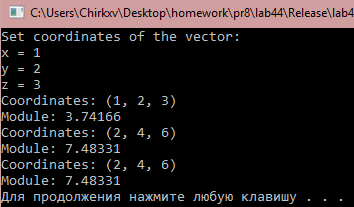 C:\Users\Chirkxv\Desktop\homework\pr8\lab44\Release\lab4
Set coordinates of the vector:
x = 1
y = 2
z = 3
Coordinates: (1, 2, 3)
Module: 3.74166
Coordinates: (2, 4, 6)
Module: 7.48331
Coordinates: (2, 4, 6)
Module: 7.48331
Для продолжения нажмите любую клавишу . . .